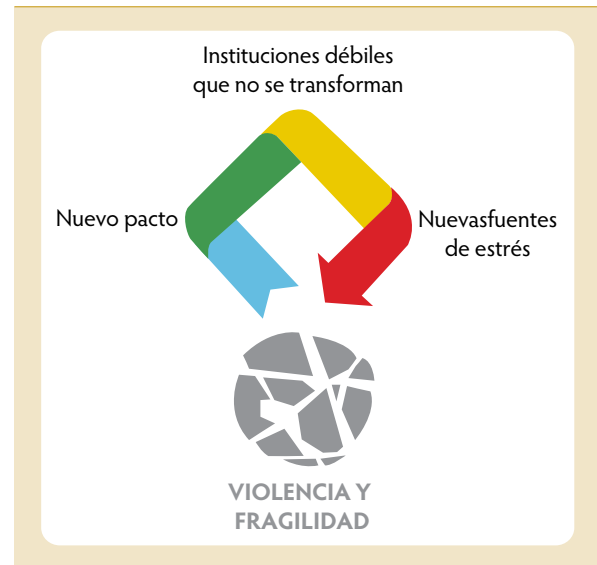 Instituciones débiles
que no se transforman
Nuevo pacto
Nuevasfuentes
de estrés
VIOLENCIA Y
FRAGILIDAD